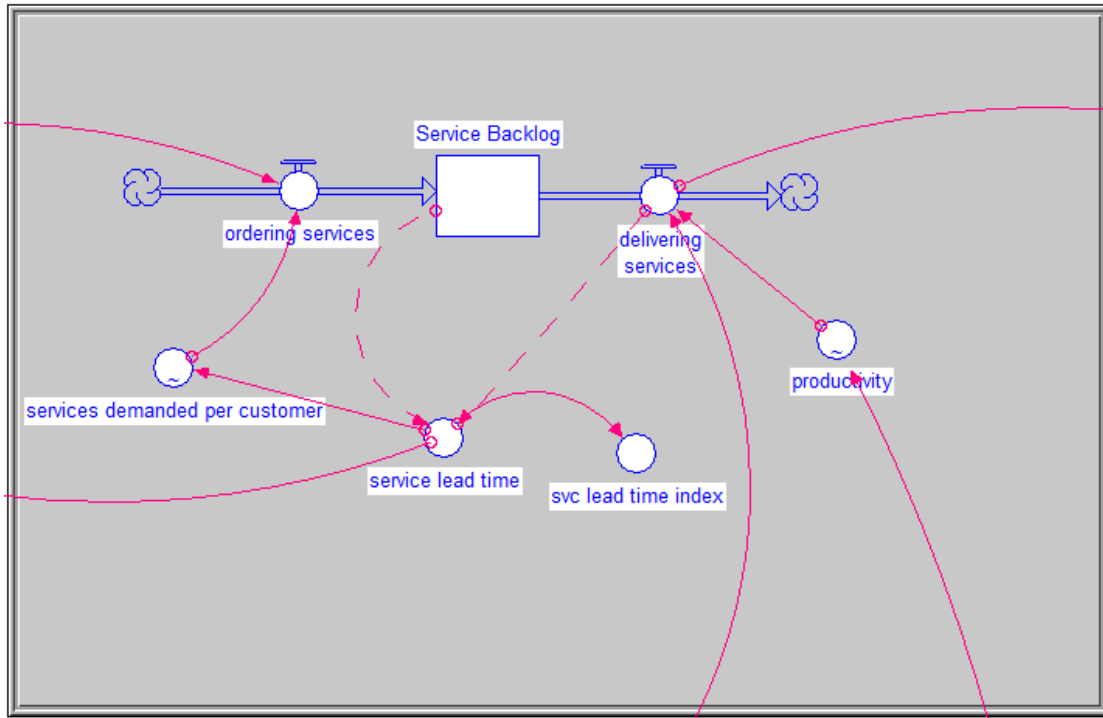 Service Backlog
ordering services
delivering
services
productivity
services demanded per customer
service lead time
svc lead time index
~
~